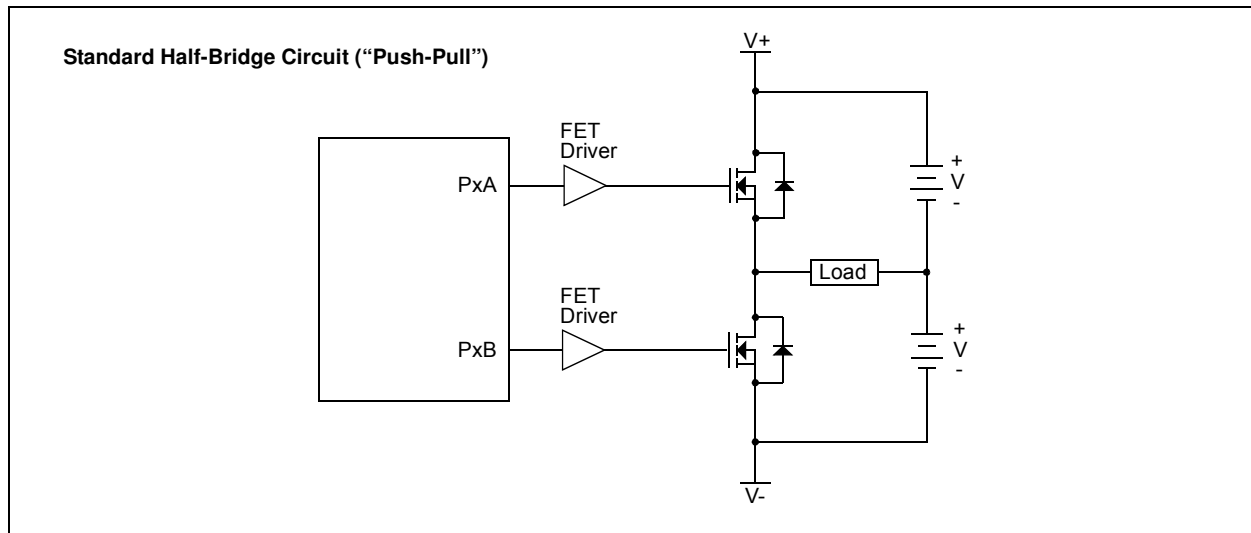 Standard Half-Bridge Circuit (“Push-Pull”)
V+
FET
Driver
PxA
+
V
-
Load
FET
Driver
PxB
+
V
-
V-